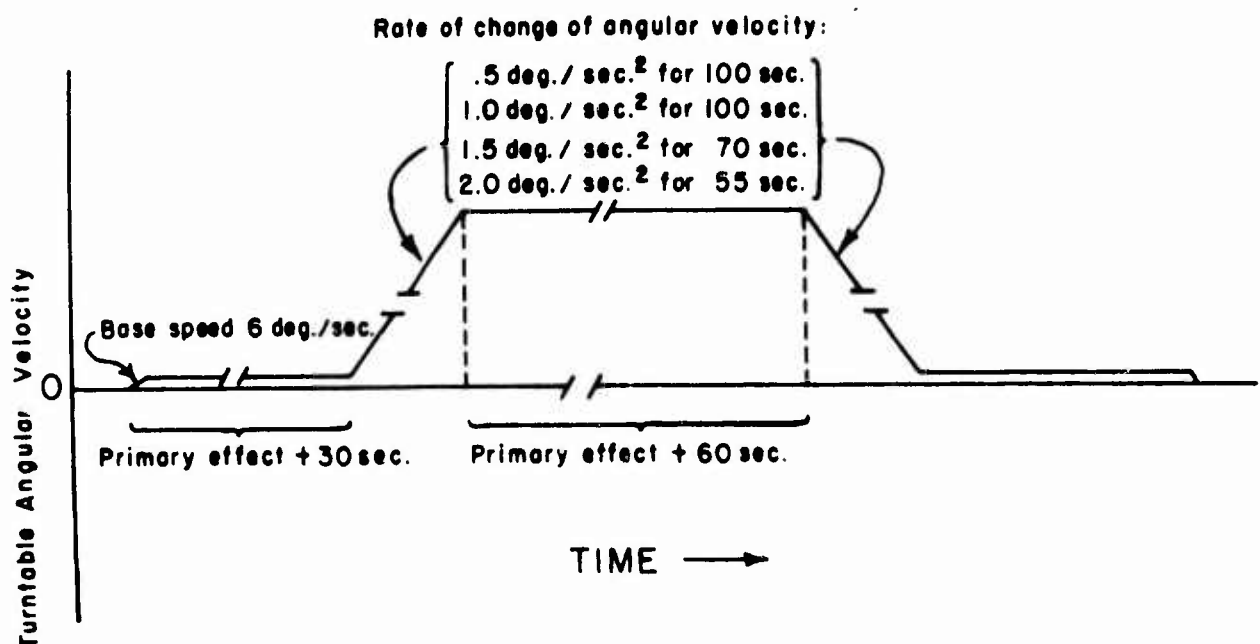 Rate of change of angular velocity:
.5 deg./ sec.² for 100 sec.
1.0 deg./ sec.² for 100 sec.
1.5 deg./ sec.² for 70 sec.
2.0 deg./ sec.² for 55 sec.
Base speed 6 deg./sec.
Turntable Angular Velocity
0
Primary effect + 30 sec.
Primary effect + 60 sec.
TIME